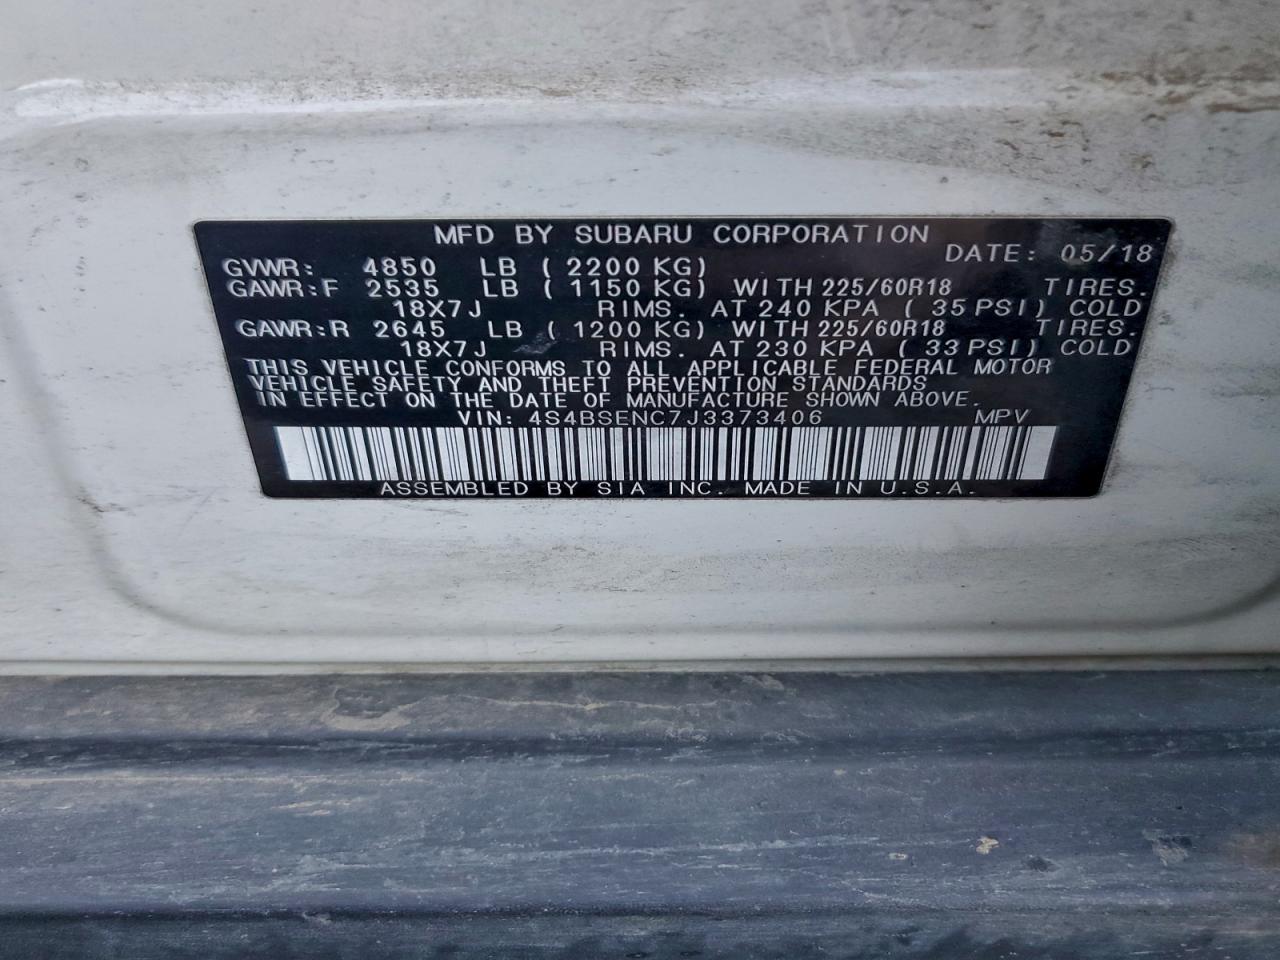 MFD BY SUBARU CORPORATION
DATE: 05/18
GVWR: 4850 LB (2200 KG)
GAWR:F 2535 LB (1150 KG) WITH 225/60R18 TIRES.
18X7J RIMS. AT 240 KPA (35 PSI) COLD
GAWR:R 2645 LB (1200 KG) WITH 225/60R18 TIRES.
18X7J RIMS. AT 230 KPA (33 PSI) COLD
THIS VEHICLE CONFORMS TO ALL APPLICABLE FEDERAL MOTOR
VEHICLE SAFETY AND THEFT PREVENTION STANDARDS
IN EFFECT ON THE DATE OF MANUFACTURE SHOWN ABOVE.
VIN: 4S4BSENC7J3373406 MPV
ASSEMBLED BY SIA INC. MADE IN U.S.A.